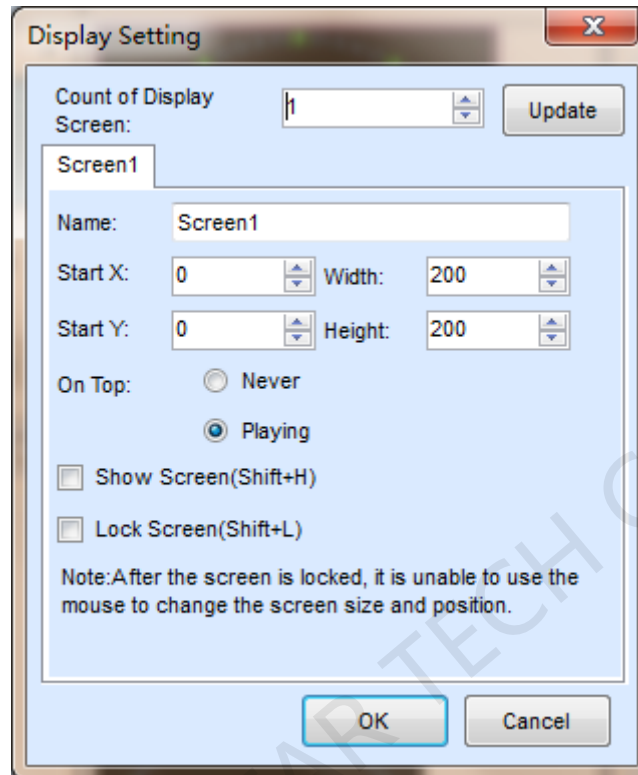 Display Setting
Count of Display
Screen:
1
Update
Screen1
Name: Screen1
Start X: 0 Width: 200
Start Y: 0 Height: 200
On Top: Never
Playing
Show Screen(Shift+H)
Lock Screen(Shift+L)
Note:After the screen is locked, it is unable to use the
mouse to change the screen size and position.
OK Cancel
AR TECH C